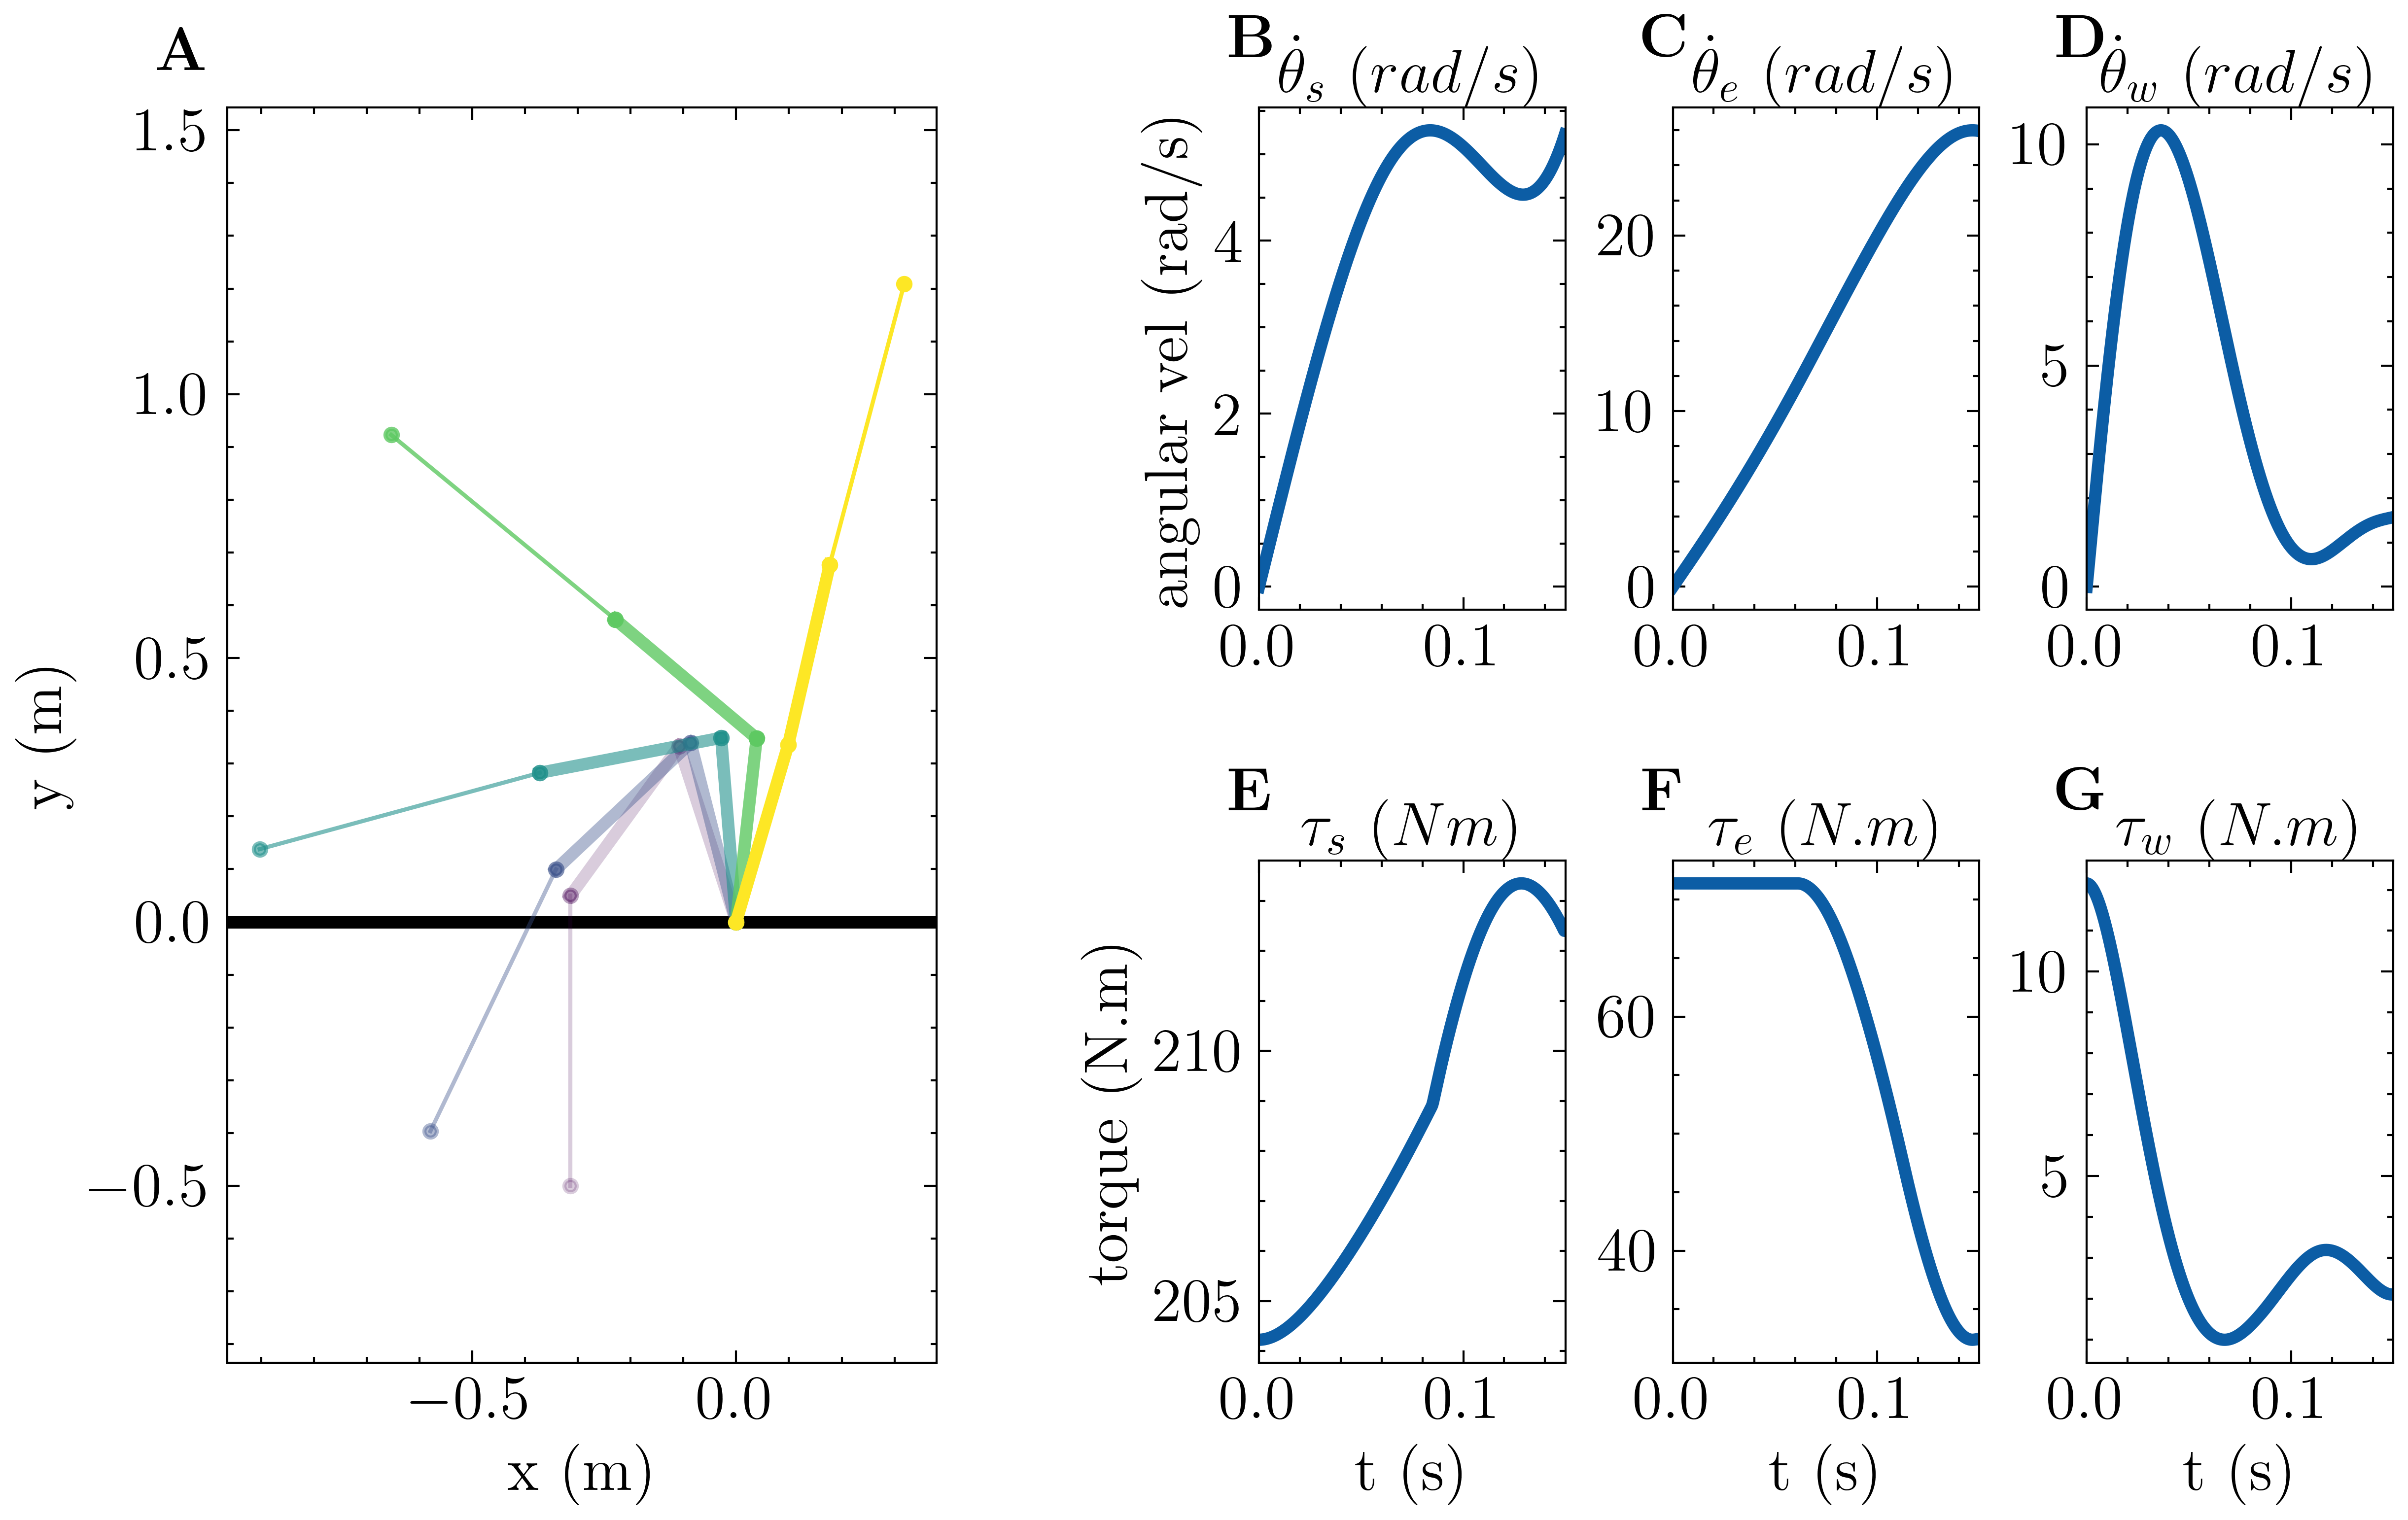 A
1.5
1.0
0.5
0.0
−0.5
y (m)
−0.5 0.0
x (m)
B
θ̇ₛ (rad/s)
angular vel (rad/s)
4
2
0
0.0 0.1
C
θ̇ₑ (rad/s)
20
10
0
0.0 0.1
D
θ̇_w (rad/s)
10
5
0
0.0 0.1
E
τₛ (Nm)
torque (N.m)
210
205
0.0 0.1
t (s)
F
τₑ (N.m)
60
40
0.0 0.1
t (s)
G
τ_w (N.m)
10
5
0.0 0.1
t (s)